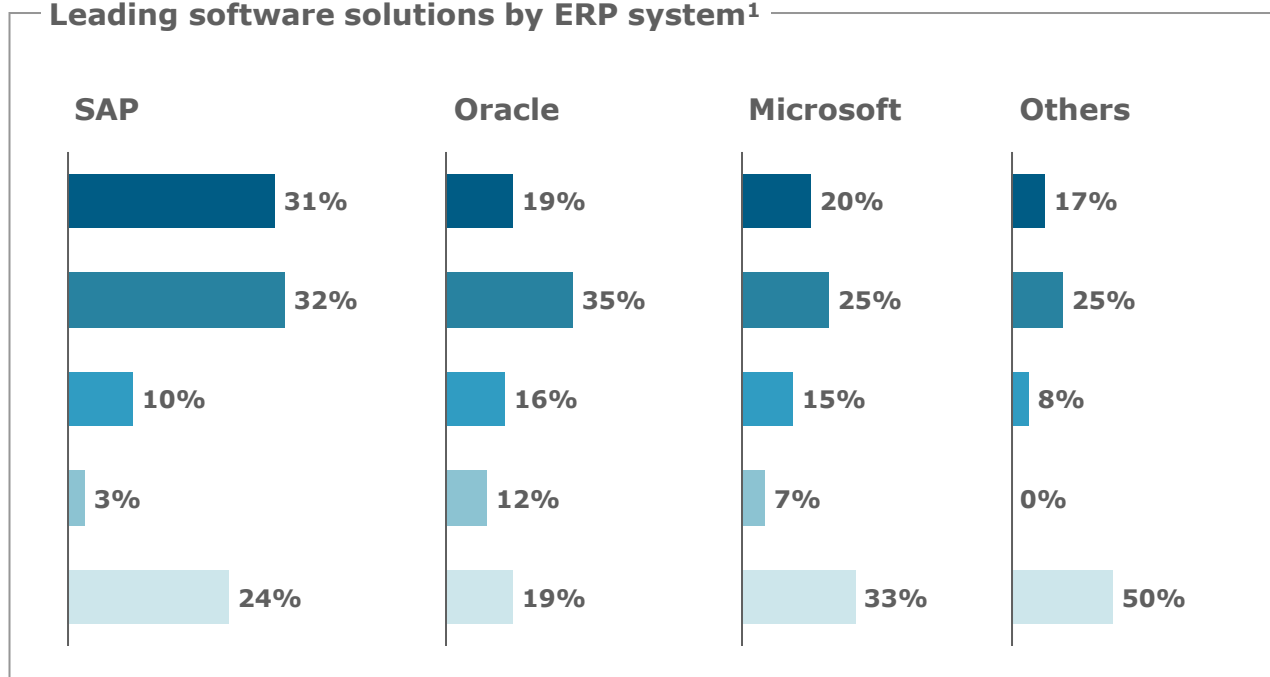 Leading software solutions by ERP system¹
SAP Oracle Microsoft Others
31% 19% 20% 17%
32% 35% 25% 25%
10% 16% 15% 8%
3% 12% 7% 0%
24% 19% 33% 50%